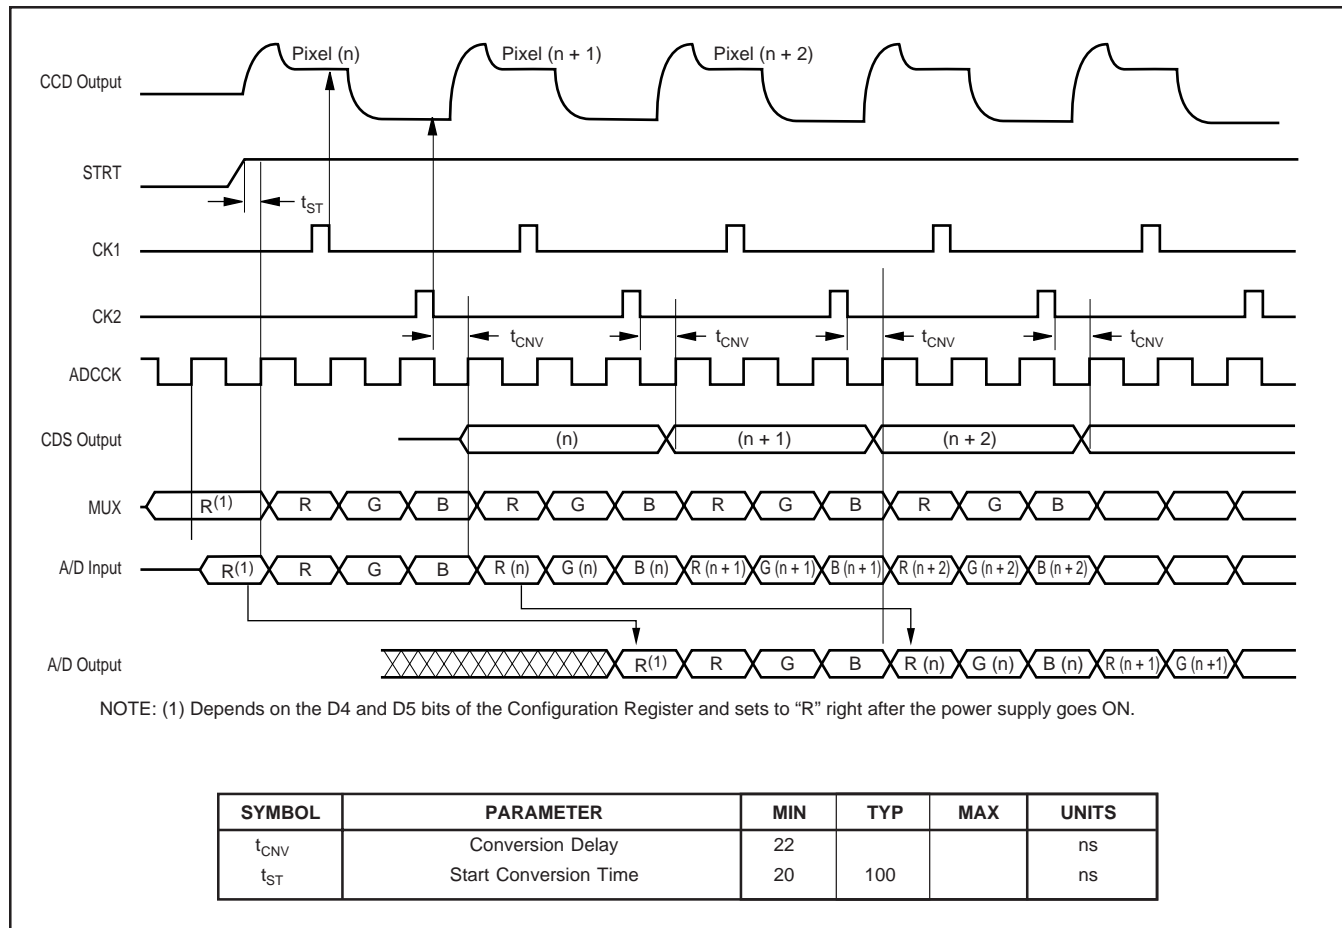 Pixel (n) Pixel (n + 1) Pixel (n + 2)
CCD Output
STRT
tST
CK1
CK2
tCNV tCNV tCNV tCNV
ADCCK
CDS Output (n) (n + 1) (n + 2)
MUX R(1) R G B R G B R G B R G B
A/D Input R(1) R G B R (n) G (n) B (n) R (n + 1) G (n + 1) B (n + 1) R (n + 2) G (n + 2) B (n + 2)
A/D Output R(1) R G B R (n) G (n) B (n) R (n + 1) G (n +1)
NOTE: (1) Depends on the D4 and D5 bits of the Configuration Register and sets to “R” right after the power supply goes ON.
SYMBOL PARAMETER MIN TYP MAX UNITS
tCNV Conversion Delay 22 ns
tST Start Conversion Time 20 100 ns